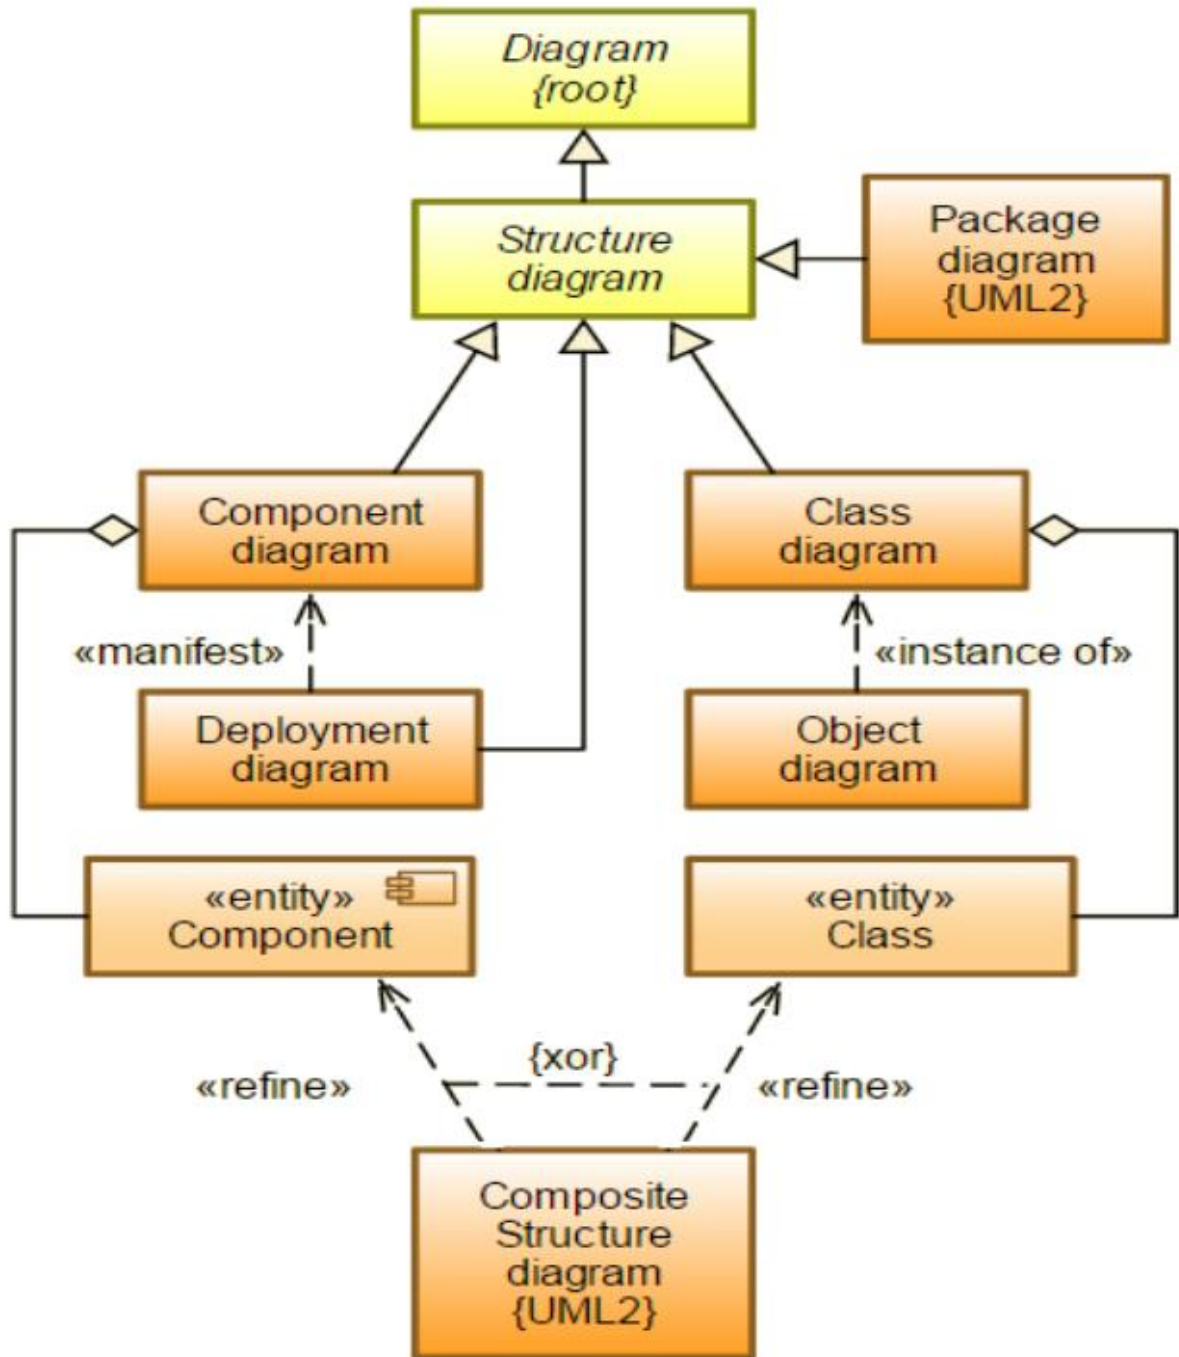 Diagram
{root}
Structure
diagram
Package
diagram
{UML2}
Component
diagram
Class
diagram
«manifest»
«instance of»
Deployment
diagram
Object
diagram
«entity»
Component
«entity»
Class
{xor}
«refine»
«refine»
Composite
Structure
diagram
{UML2}